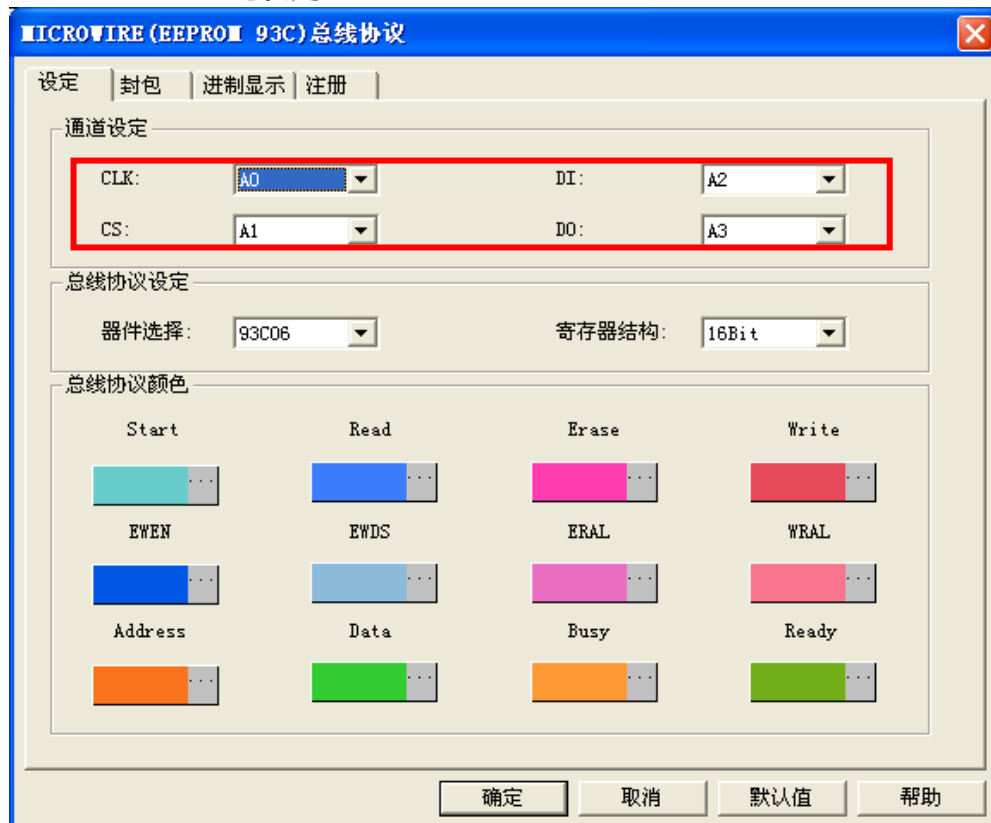 MICROWIRE(EEPROM 93C)总线协议
设定 封包 进制显示 注册
通道设定
CLK: A0 DI: A2
CS: A1 DO: A3
总线协议设定
器件选择: 93C06 寄存器结构: 16Bit
总线协议颜色
Start Read Erase Write
... ... ... ...
EWEN EWDS ERAL WRAL
... ... ... ...
Address Data Busy Ready
... ... ... ...
确定 取消 默认值 帮助